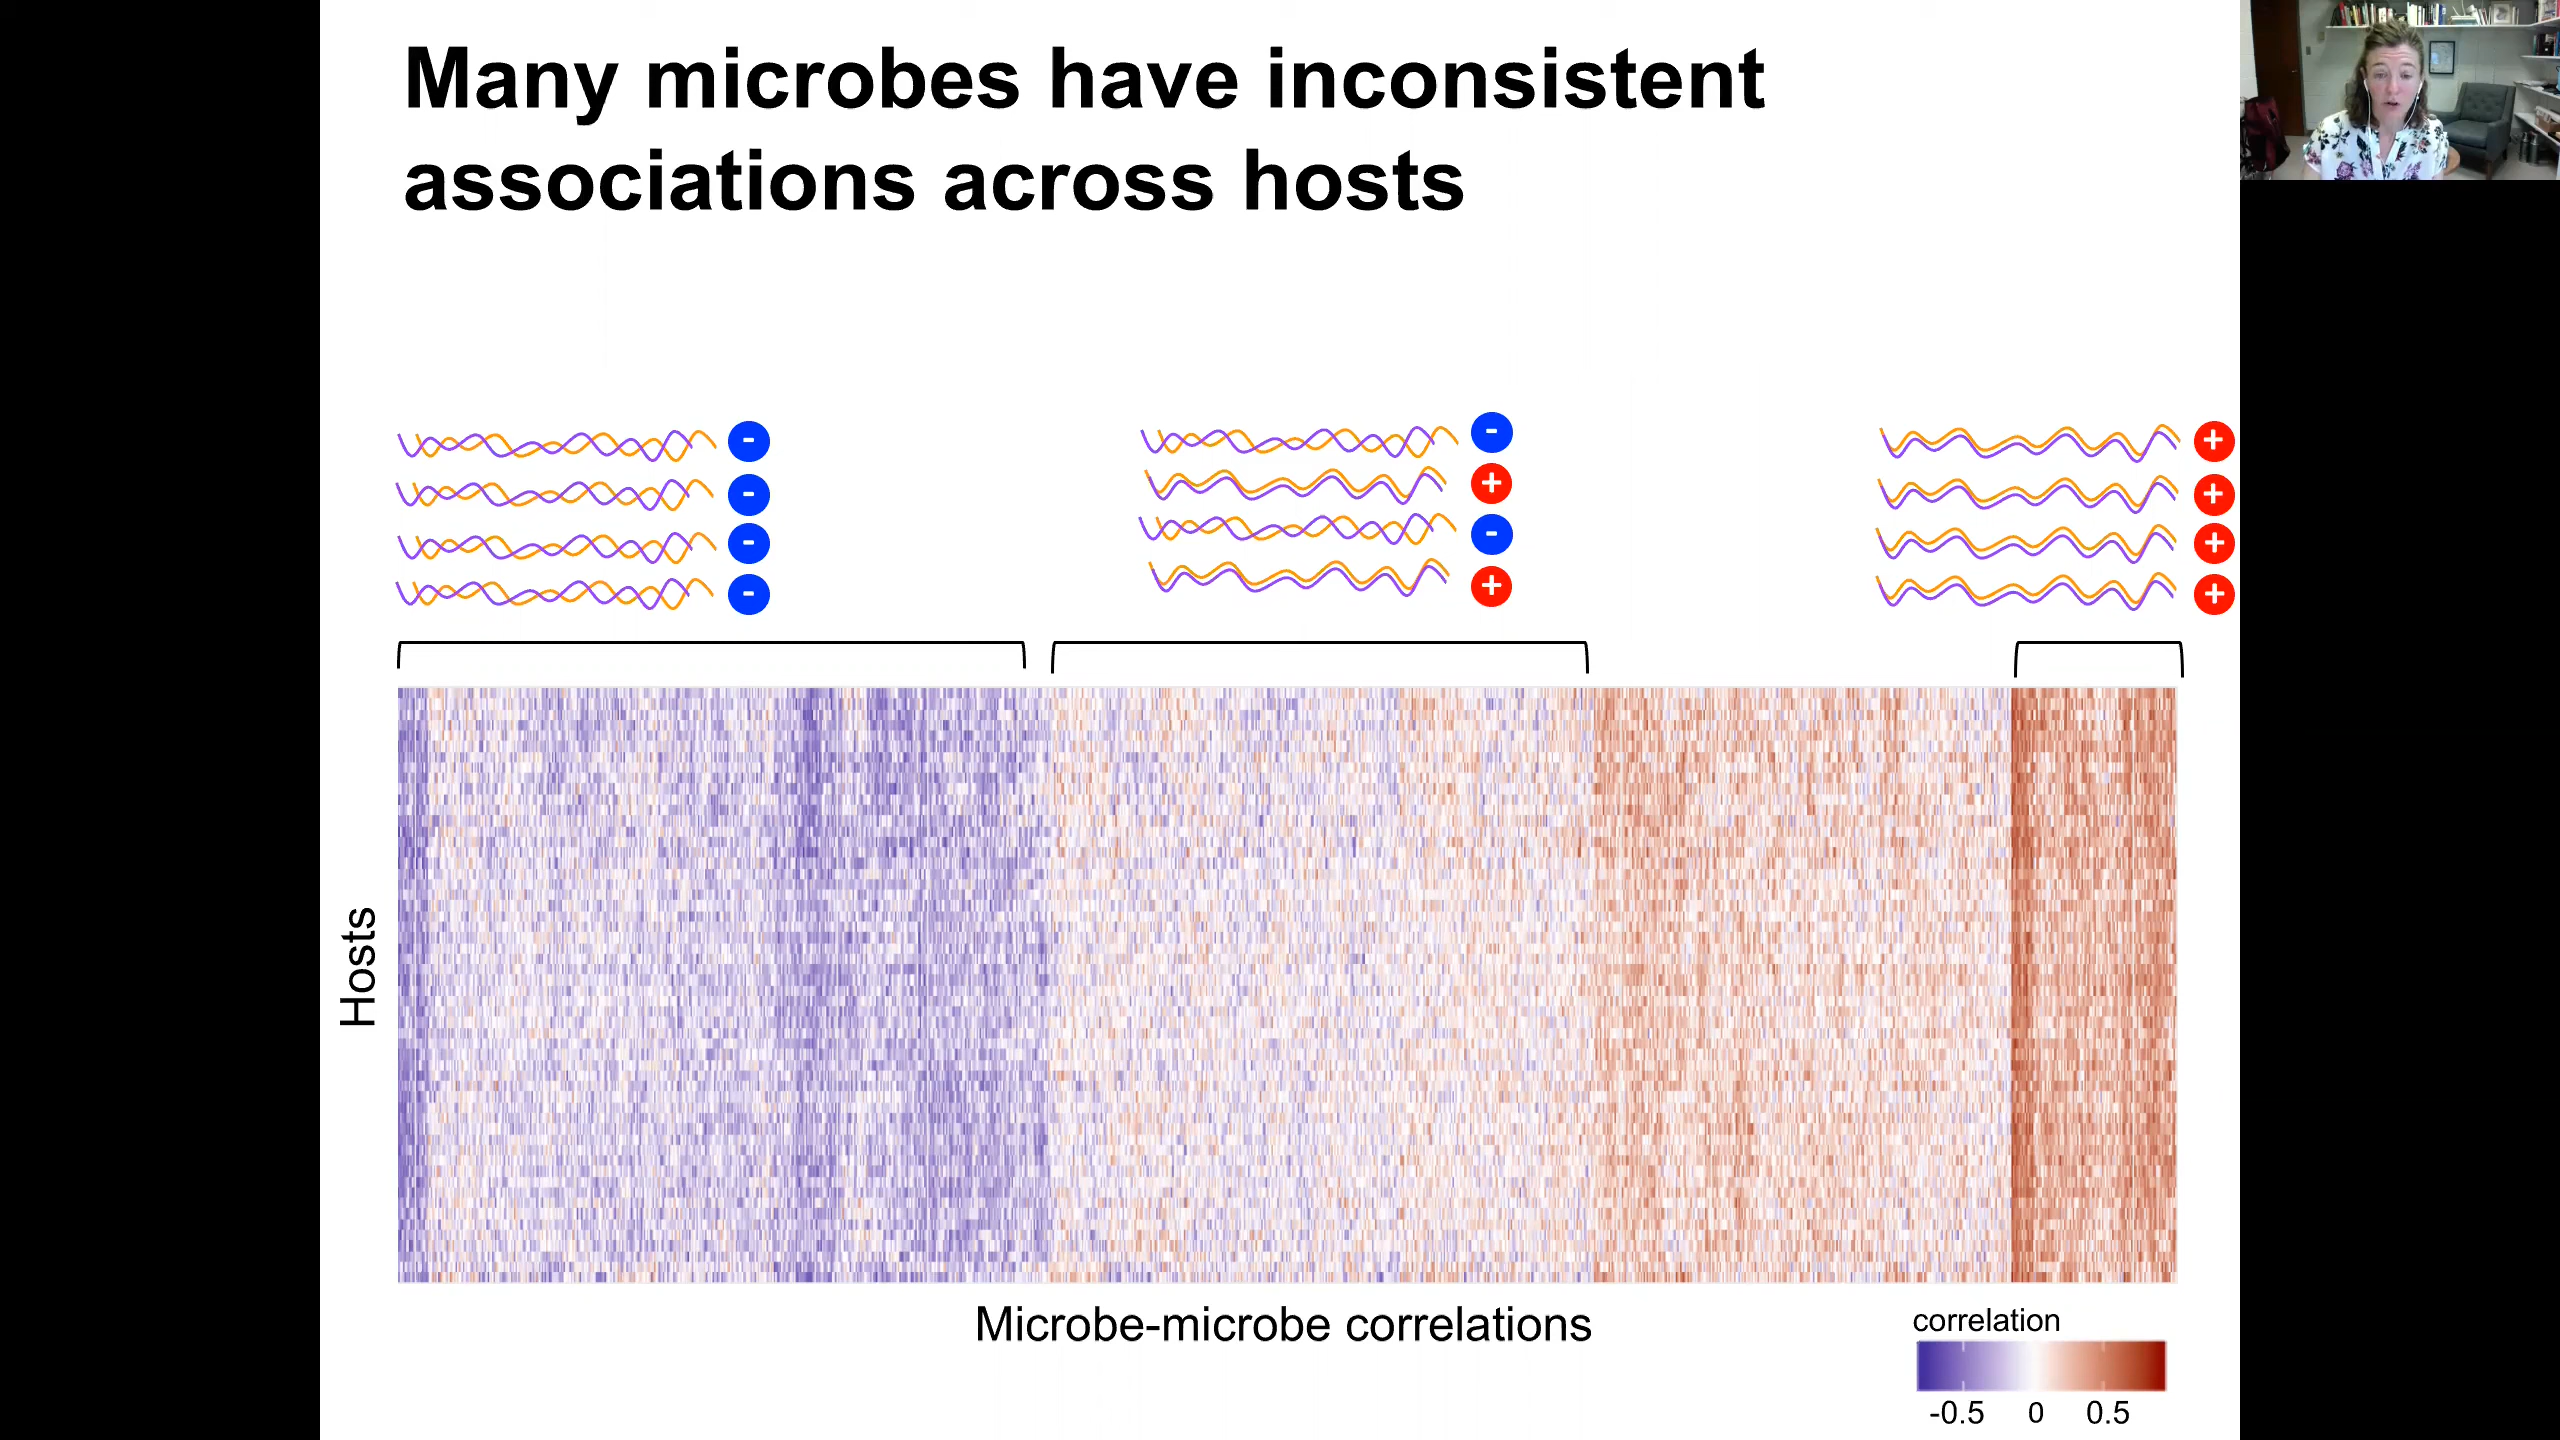 Many microbes have inconsistent
associations across hosts
-
-
-
-
-
+
-
+
+
+
+
+
Hosts
Microbe-microbe correlations
correlation
-0.5 0 0.5